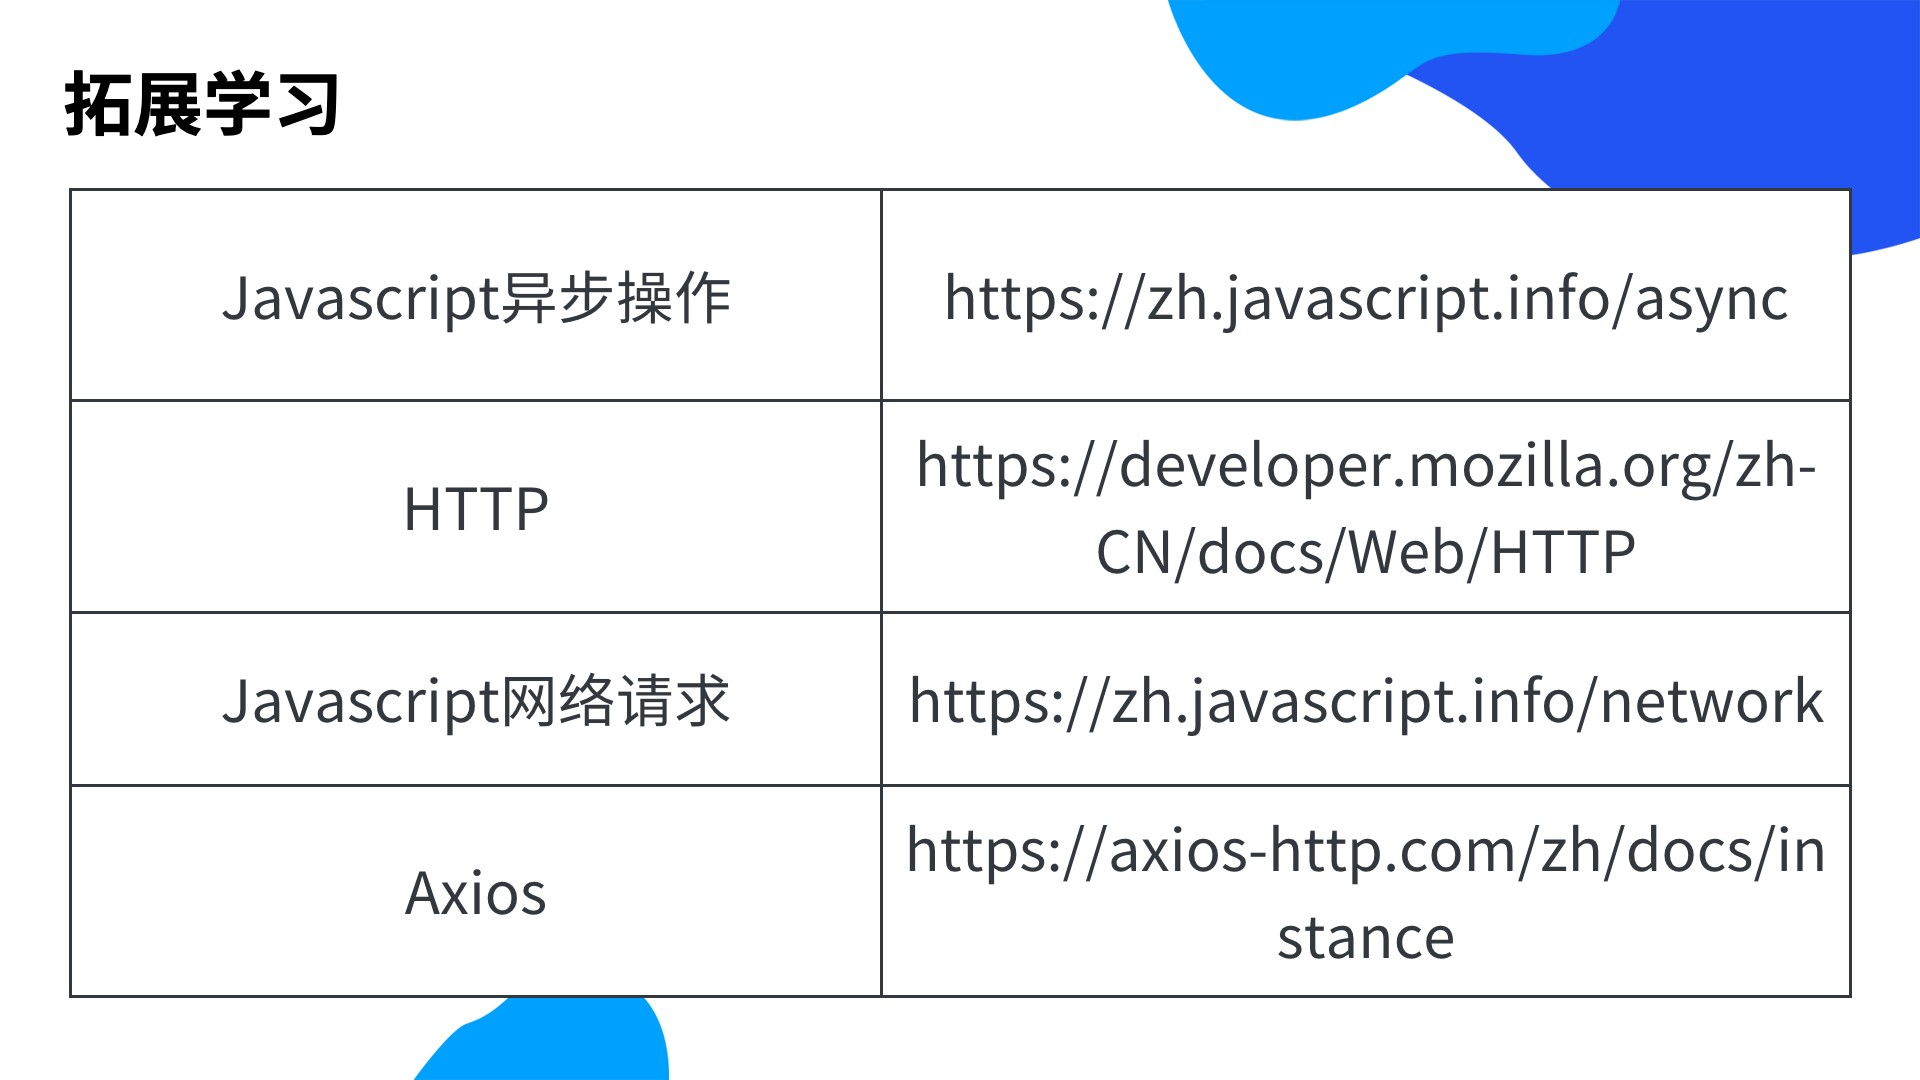 拓展学习
Javascript异步操作
https://zh.javascript.info/async
HTTP
https://developer.mozilla.org/zh-
CN/docs/Web/HTTP
Javascript网络请求
https://zh.javascript.info/network
Axios
https://axios-http.com/zh/docs/in
stance